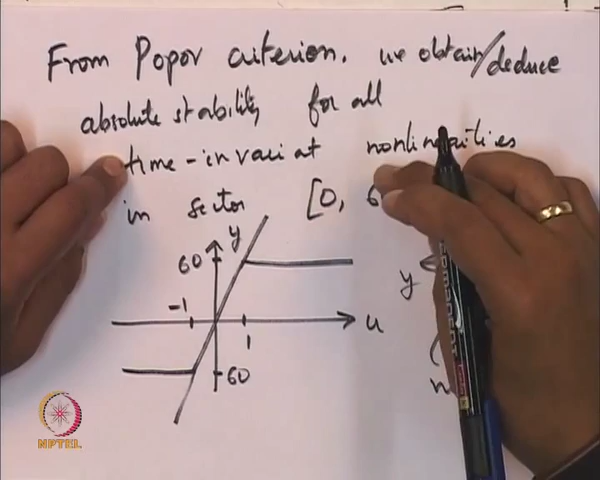 From Popov criterion, we obtain/deduce
absolute stability for all
time-invariat nonlinearities
in sector [0, 6
y
60
-1
1
u
60
y
NPTEL